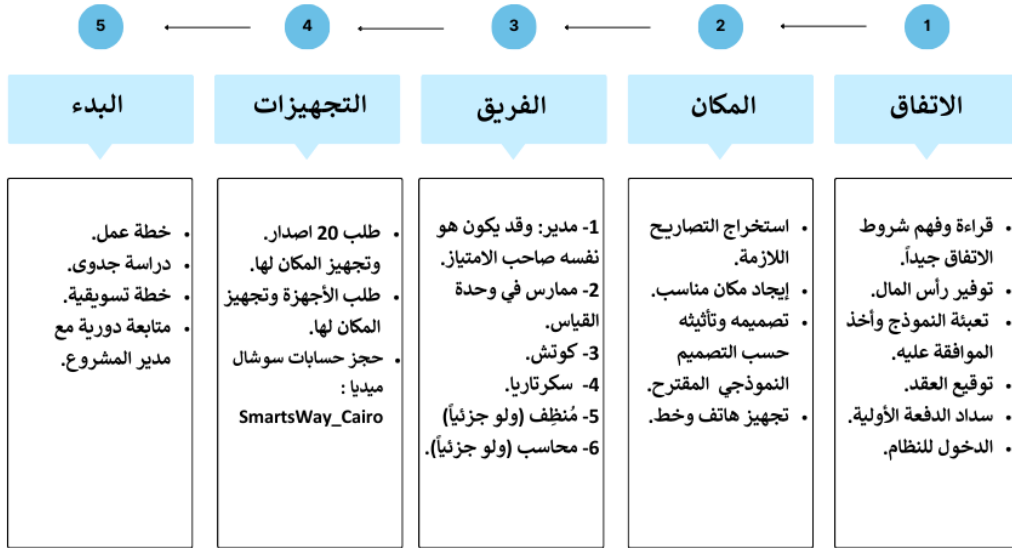 1
2
3
4
5
الاتفاق
المكان
الفريق
التجهيزات
البدء
• قراءة وفهم شروط
الاتفاق جيداً.
• توفير رأس المال.
• تعبئة النموذج وأخذ
الموافقة عليه.
• توقيع العقد.
• سداد الدفعة الأولية.
• الدخول للنظام.
• استخراج التصاريح
اللازمة.
• إيجاد مكان مناسب.
• تصميمه وتأثيثه
حسب التصميم
النموذجي المقترح.
• تجهيز هاتف وخط.
1- مدير: وقد يكون هو
نفسه صاحب الامتياز.
2- ممارس في وحدة
القياس.
3- كوتش.
4- سكرتاريا.
5- مُنظِف (ولو جزئياً)
6- محاسب (ولو جزئياً).
• طلب 20 اصدار.
وتجهيز المكان لها.
• طلب الأجهزة وتجهيز
المكان لها.
• حجز حسابات سوشال
ميديا :
SmartsWay_Cairo
• خطة عمل.
• دراسة جدوى.
• خطة تسويقية.
• متابعة دورية مع
مدير المشروع.